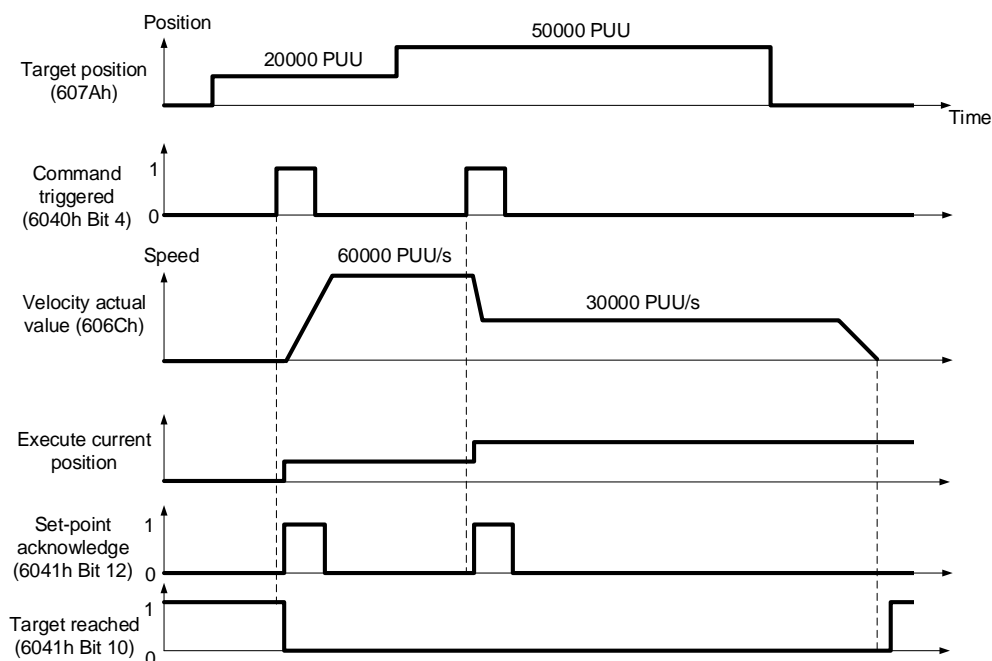 Position
50000 PUU
20000 PUU
Target position
(607Ah)
Time
Command
triggered
(6040h Bit 4)
1
0
Speed
60000 PUU/s
Velocity actual
value (606Ch)
30000 PUU/s
Execute current
position
Set-point
acknowledge
(6041h Bit 12)
1
0
Target reached
(6041h Bit 10)
1
0